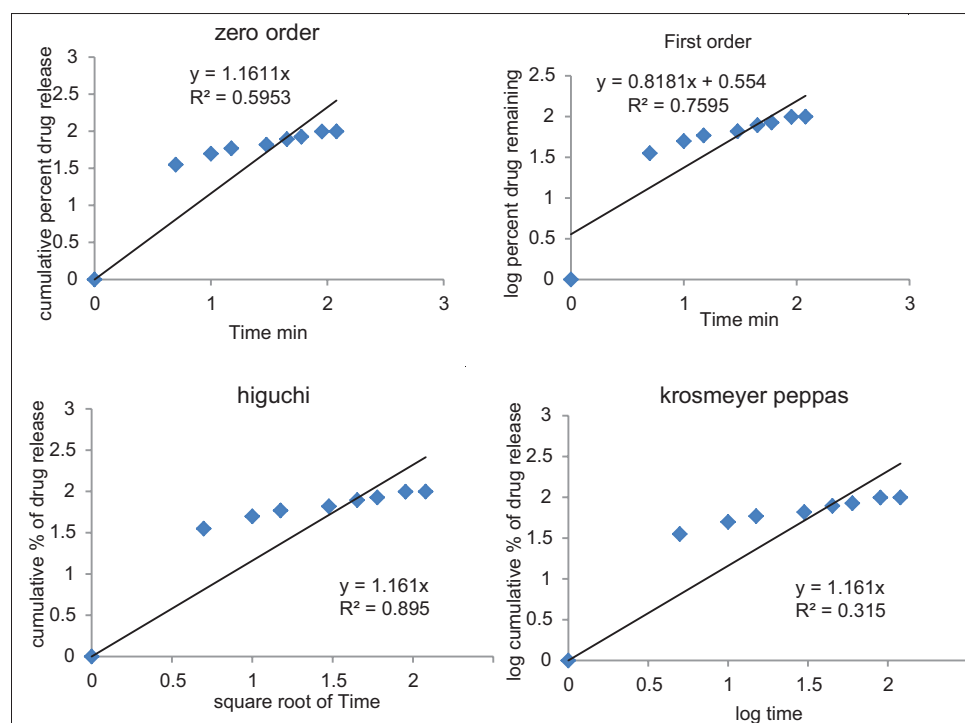 zero order
y = 1.1611x
R² = 0.5953
cumulative percent drug release
3
2.5
2
1.5
1
0.5
0
0 1 2 3
Time min
First order
y = 0.8181x + 0.554
R² = 0.7595
log percent drug remaining
2.5
2
1.5
1
0.5
0
0 1 2 3
Time min
higuchi
cumulative % of drug release
3
2.5
2
1.5
1
0.5
0
y = 1.161x
R² = 0.895
0 0.5 1 1.5 2
square root of Time
krosmeyer peppas
log cumulative % of drug release
3
2.5
2
1.5
1
0.5
0
y = 1.161x
R² = 0.315
0 0.5 1 1.5 2
log time